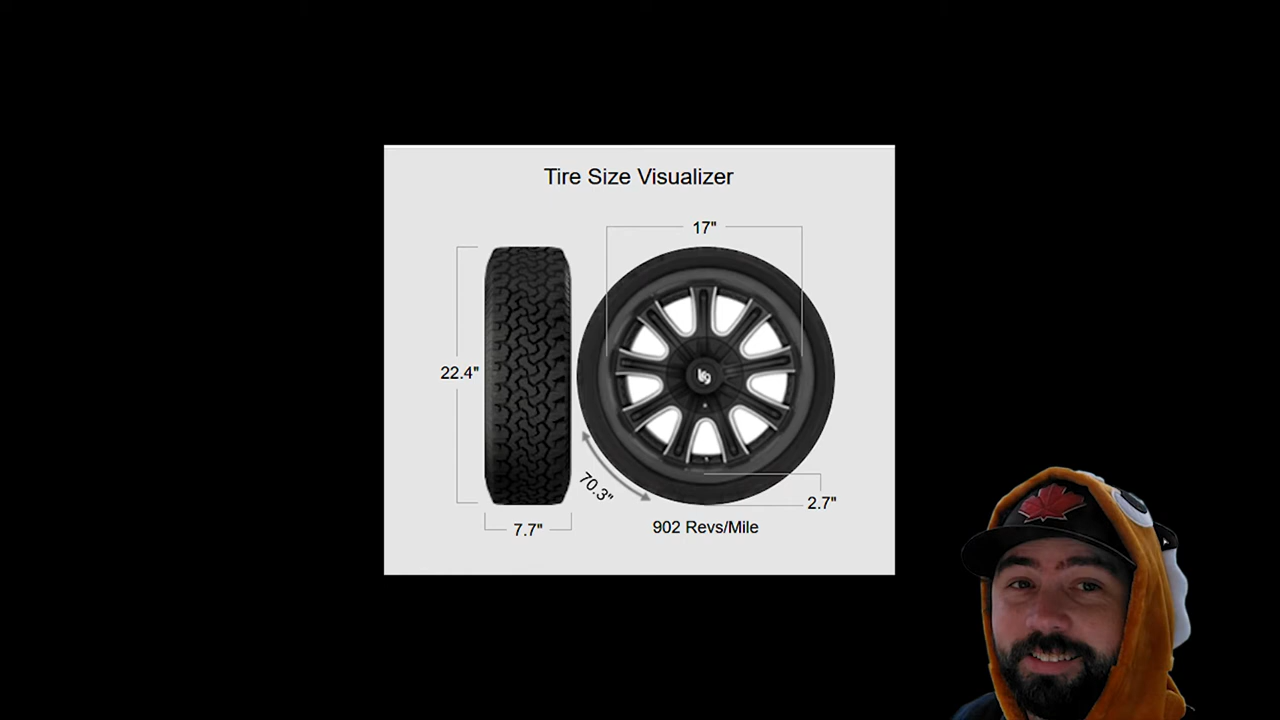 Tire Size Visualizer
17"
22.4"
70.3"
2.7"
7.7"
902 Revs/Mile